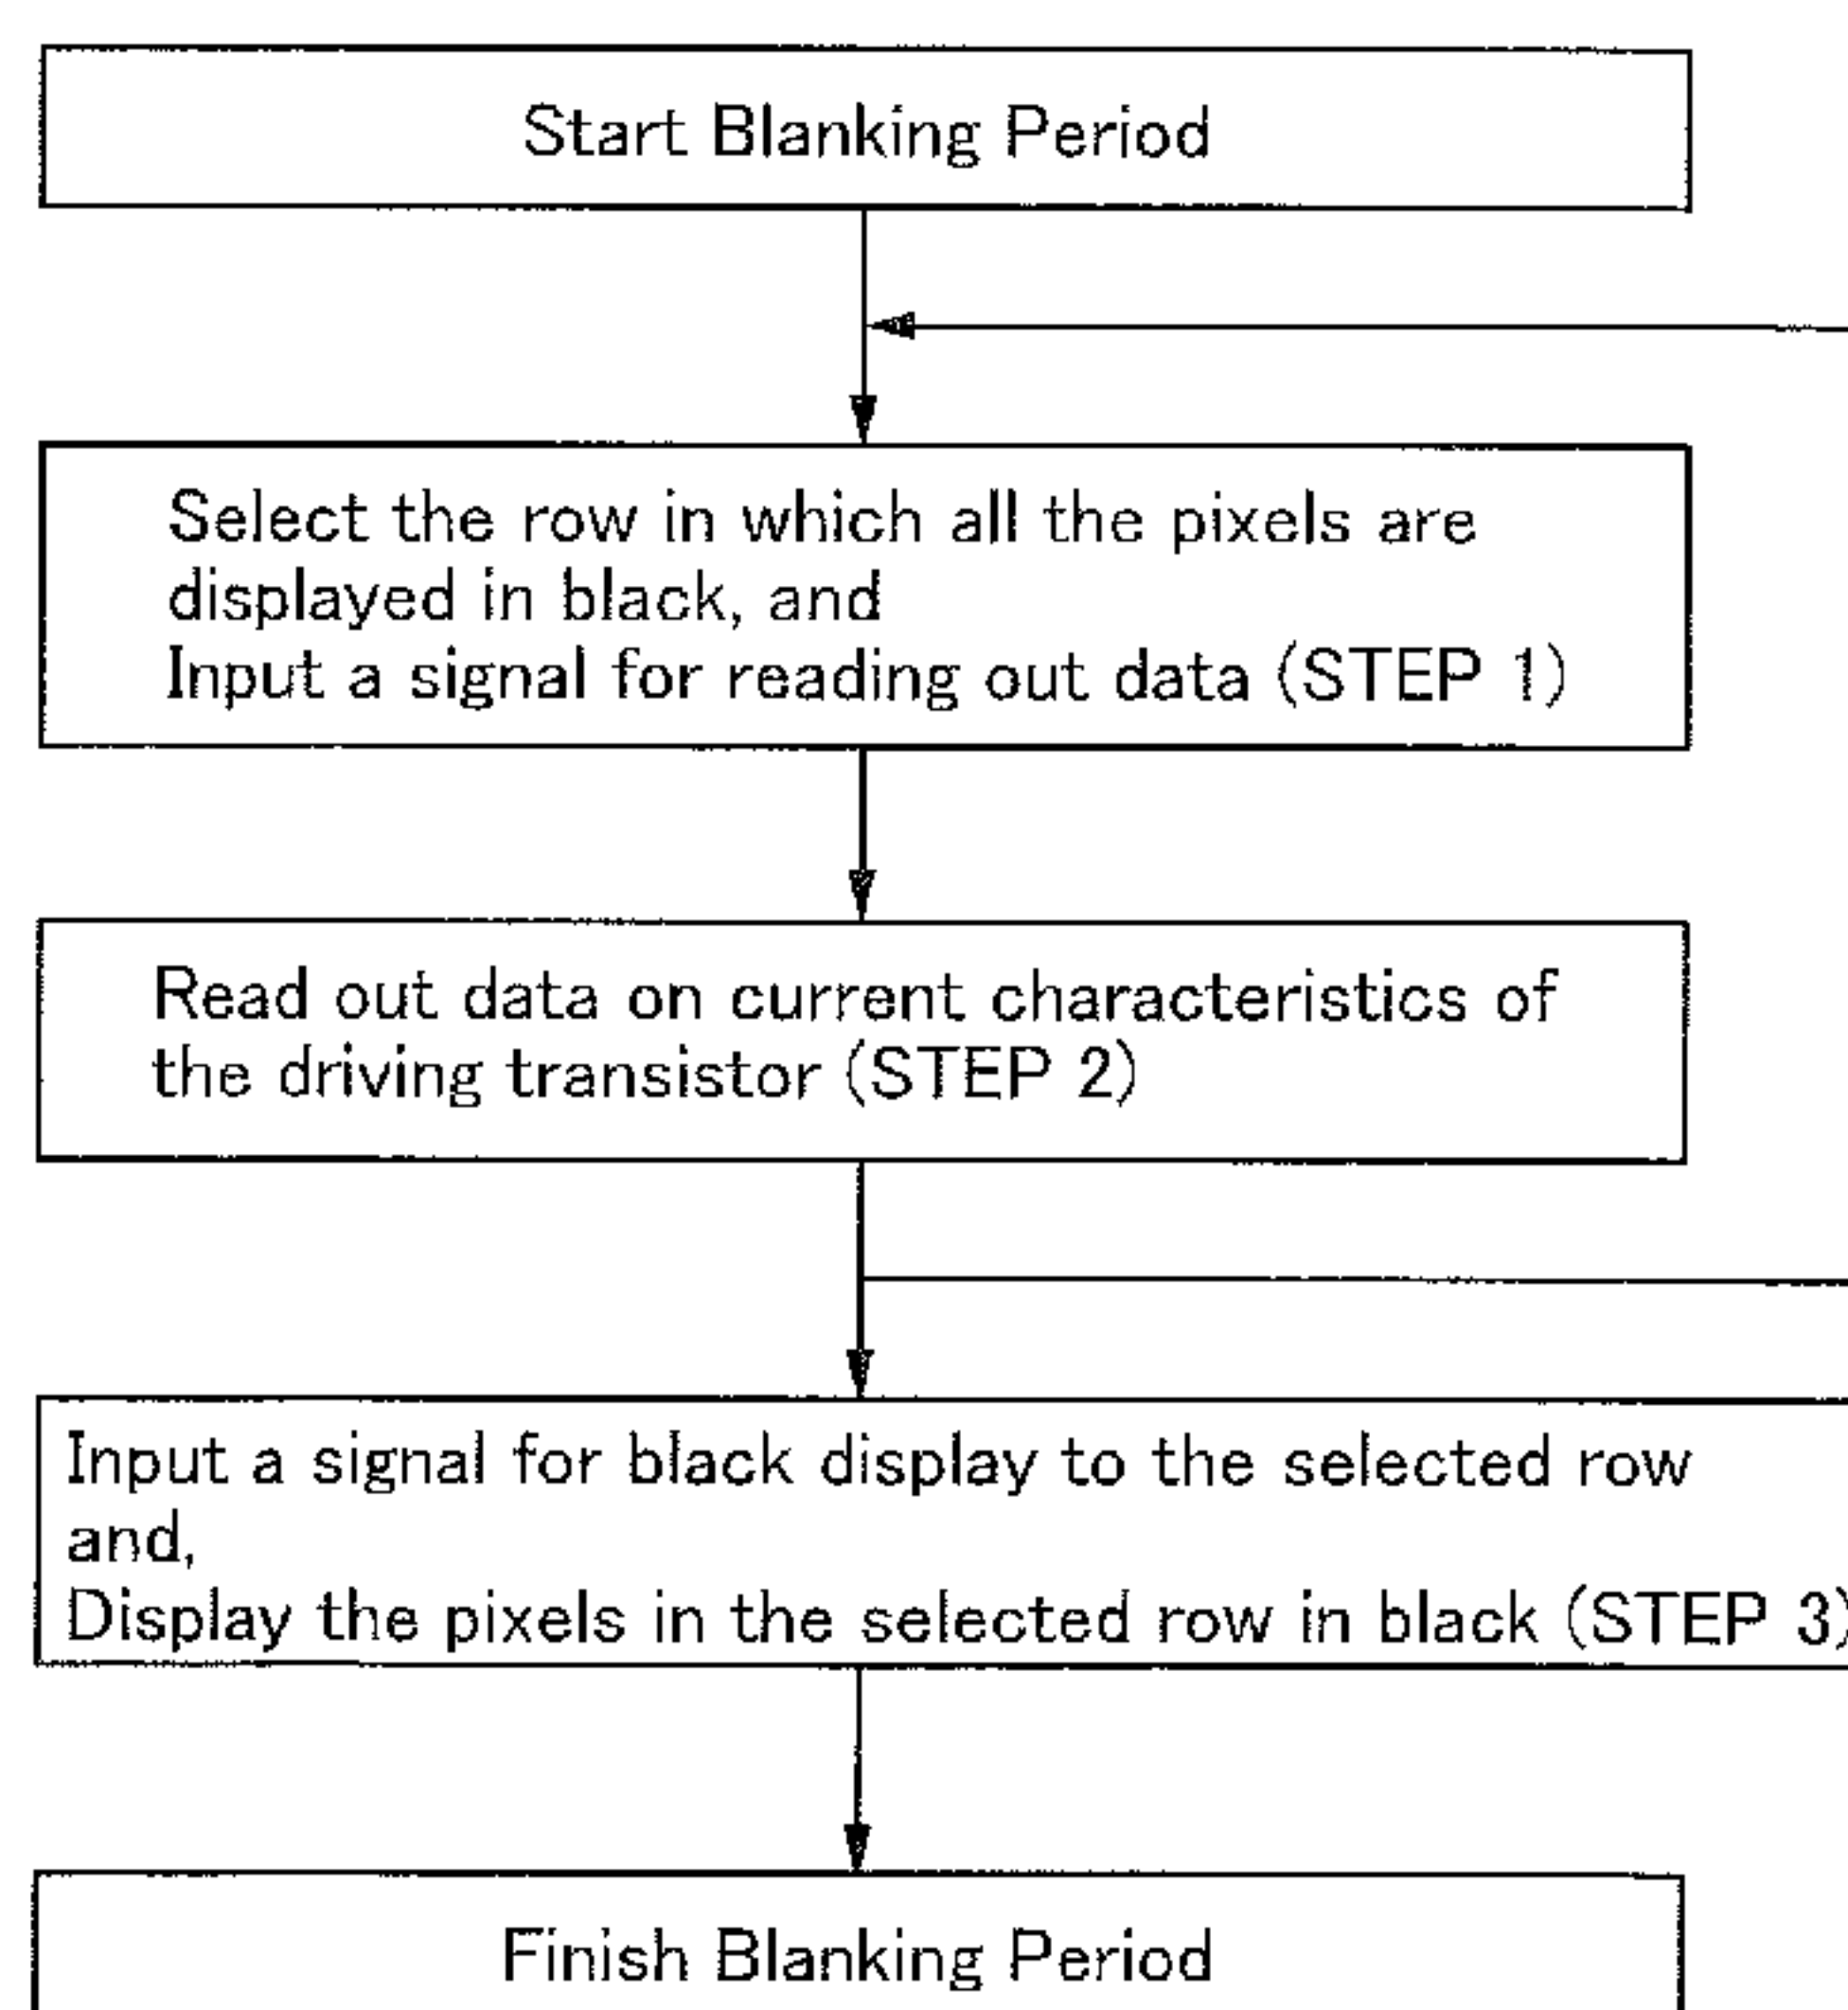 Start Blanking Period
Select the row in which all the pixels are
displayed in black, and
Input a signal for reading out data (STEP 1)
Read out data on current characteristics of
the driving transistor (STEP 2)
Input a signal for black display to the selected row
and,
Display the pixels in the selected row in black (STEP 3)
Finish Blanking Period